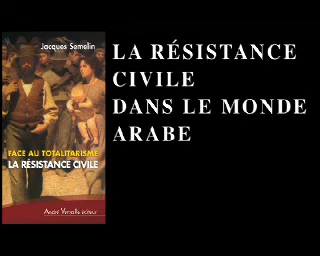 Jacques Semelin
FACE AU TOTALITARISME
LA RÉSISTANCE CIVILE
André Versaille éditeur
LA RÉSISTANCE
CIVILE
DANS LE MONDE
ARABE